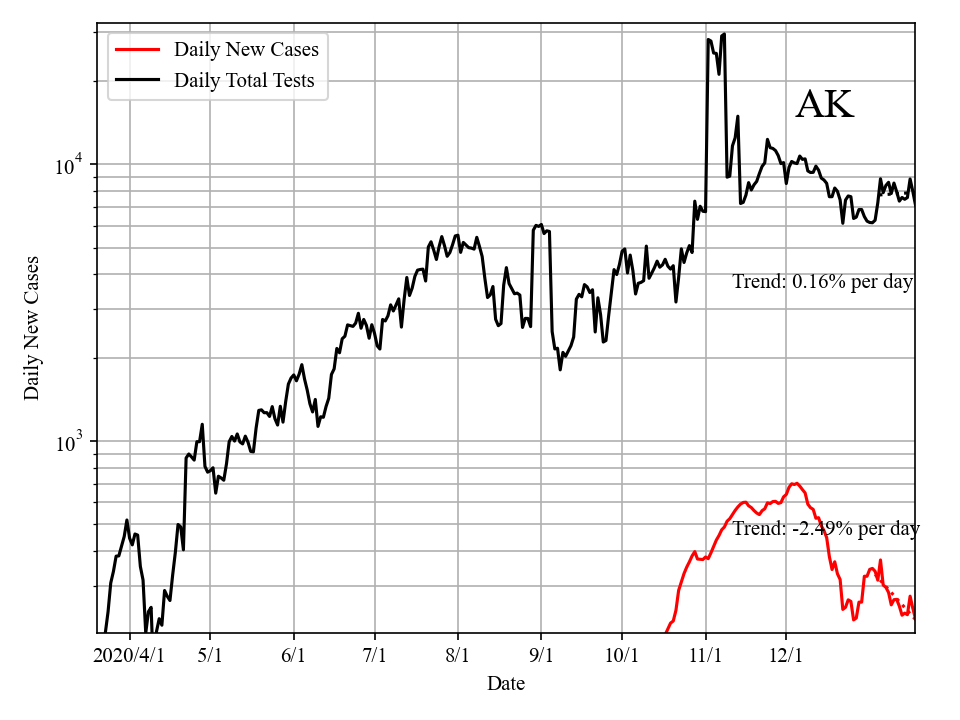 Daily New Cases
Daily Total Tests
AK
10^4
Trend: 0.16% per day
Daily New Cases
10^3
Trend: -2.49% per day
2020/4/1 5/1 6/1 7/1 8/1 9/1 10/1 11/1 12/1
Date